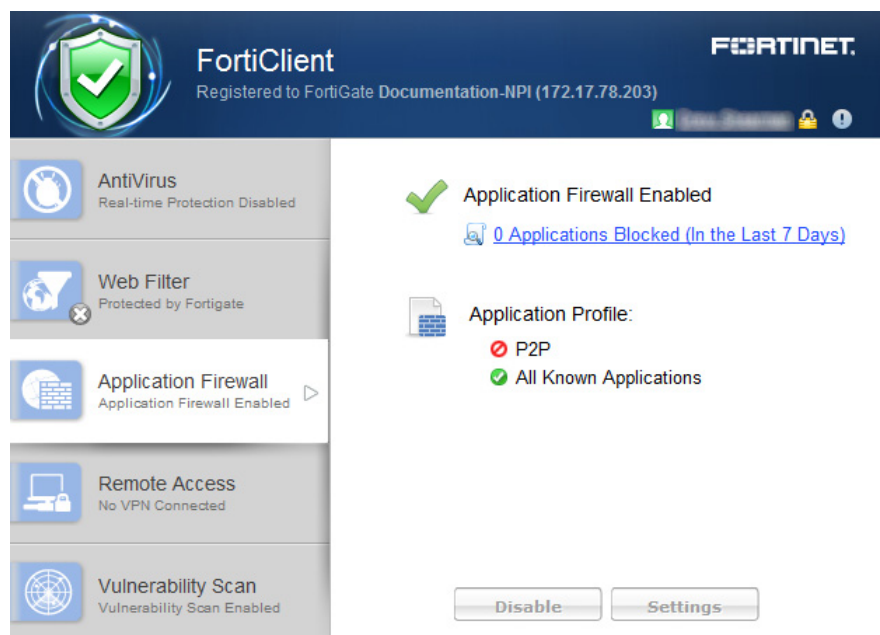 FortiClient
FORTINET
Registered to FortiGate Documentation-NPI (172.17.78.203)
AntiVirus
Real-time Protection Disabled
Web Filter
Protected by Fortigate
Application Firewall
Application Firewall Enabled
Remote Access
No VPN Connected
Vulnerability Scan
Vulnerability Scan Enabled
Application Firewall Enabled
0 Applications Blocked (In the Last 7 Days)
Application Profile:
P2P
All Known Applications
Disable
Settings